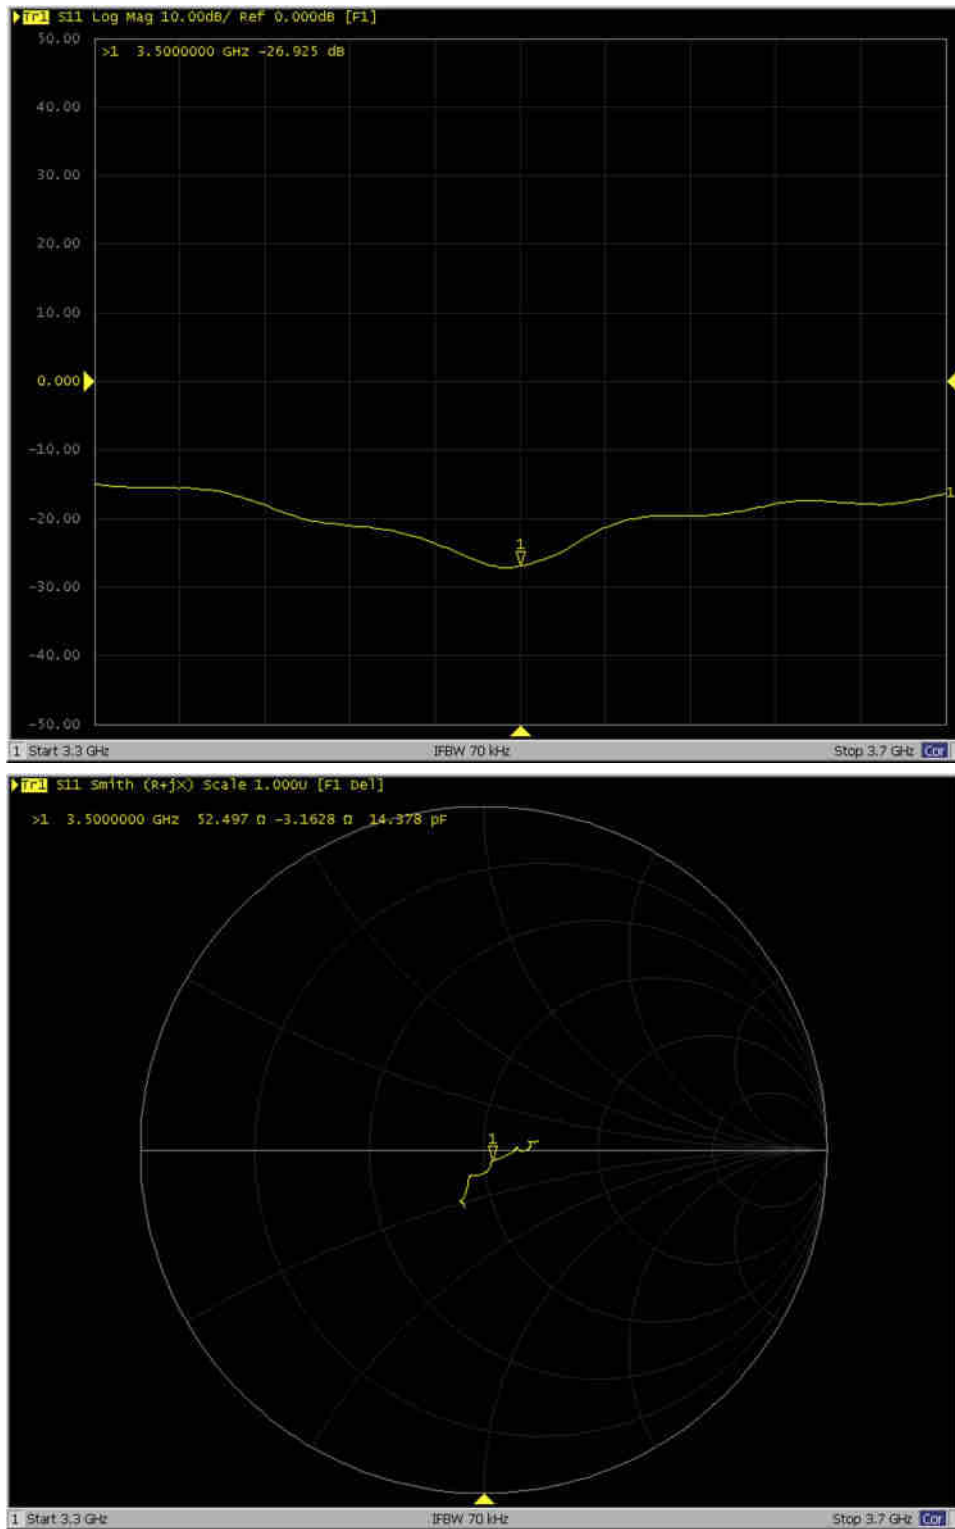 Tr1 S11 Log Mag 10.00dB/ Ref 0.000dB [F1]
50.00
>1 3.5000000 GHz -26.925 dB
40.00
30.00
20.00
10.00
0.000
-10.00
1
-20.00
1
-30.00
-40.00
-50.00
1 Start 3.3 GHz IFBW 70 kHz Stop 3.7 GHz Cor
Tr1 S11 Smith (R+jX) Scale 1.000U [F1 Del]
>1 3.5000000 GHz 52.497 Ω -3.1628 Ω 14.378 pF
1
1 Start 3.3 GHz IFBW 70 kHz Stop 3.7 GHz Cor